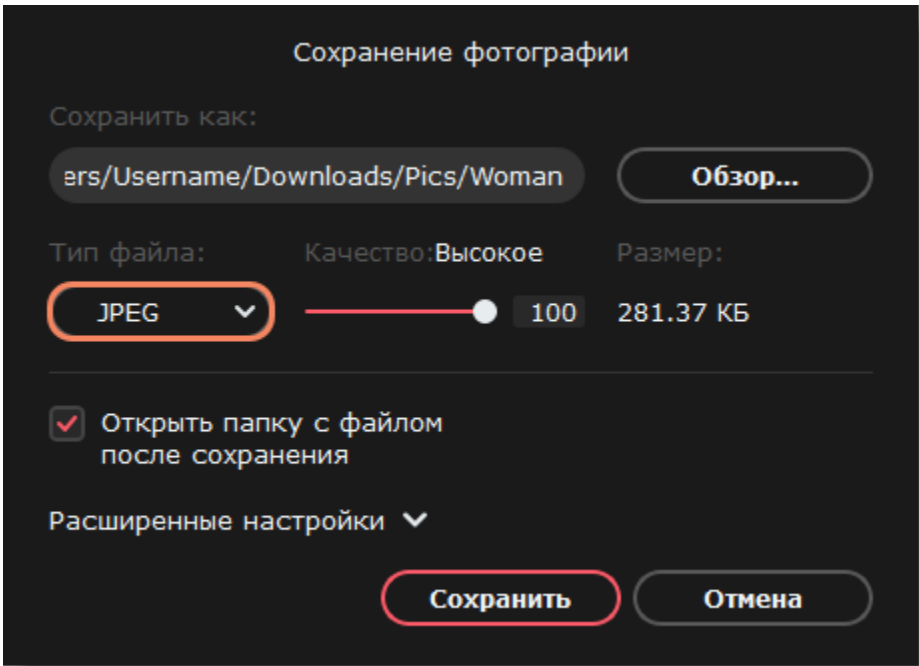 Сохранение фотографии
Сохранить как:
ers/Username/Downloads/Pics/Woman
Обзор...
Тип файла: Качество:Высокое Размер:
JPEG 100 281.37 КБ
Открыть папку с файлом
после сохранения
Расширенные настройки
Сохранить Отмена